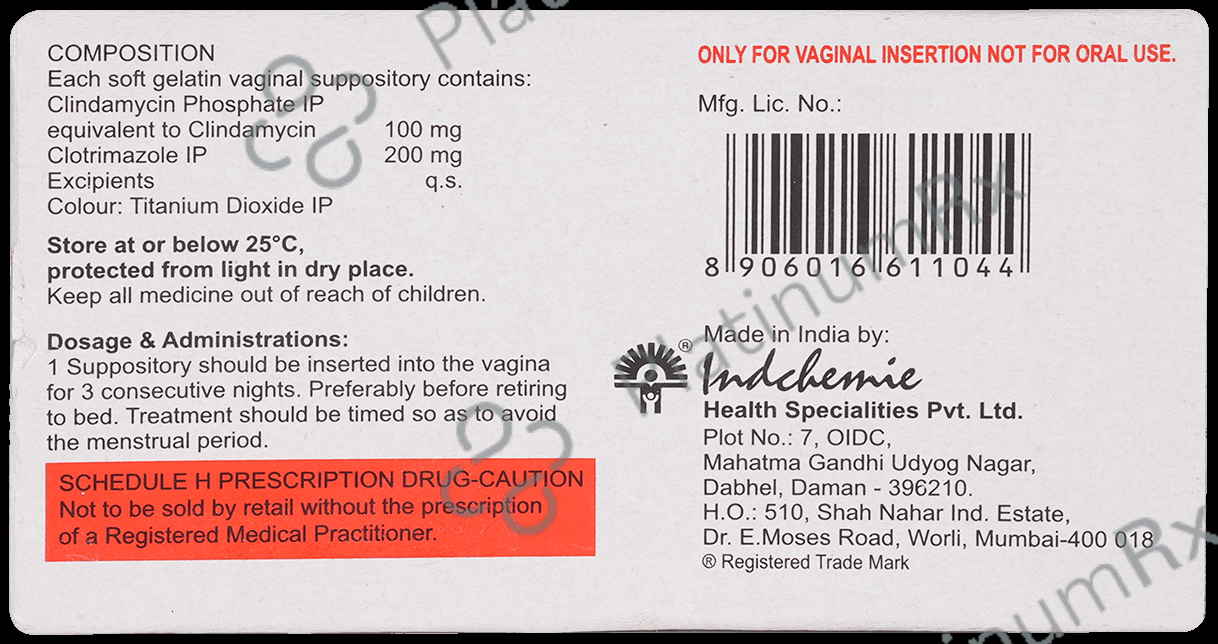 COMPOSITION
Each soft gelatin vaginal suppository contains:
Clindamycin Phosphate IP
equivalent to Clindamycin 100 mg
Clotrimazole IP 200 mg
Excipients q.s.
Colour: Titanium Dioxide IP
Store at or below 25°C,
protected from light in dry place.
Keep all medicine out of reach of children.
Dosage & Administrations:
1 Suppository should be inserted into the vagina
for 3 consecutive nights. Preferably before retiring
to bed. Treatment should be timed so as to avoid
the menstrual period.
SCHEDULE H PRESCRIPTION DRUG-CAUTION
Not to be sold by retail without the prescription
of a Registered Medical Practitioner.
ONLY FOR VAGINAL INSERTION NOT FOR ORAL USE.
Mfg. Lic. No.:
8 906016 611044
Made in India by:
®
Indchemie
Health Specialities Pvt. Ltd.
Plot No.: 7, OIDC,
Mahatma Gandhi Udyog Nagar,
Dabhel, Daman - 396210.
H.O.: 510, Shah Nahar Ind. Estate,
Dr. E.Moses Road, Worli, Mumbai-400 018
® Registered Trade Mark
Platinum
PlatinumRx
inumRx